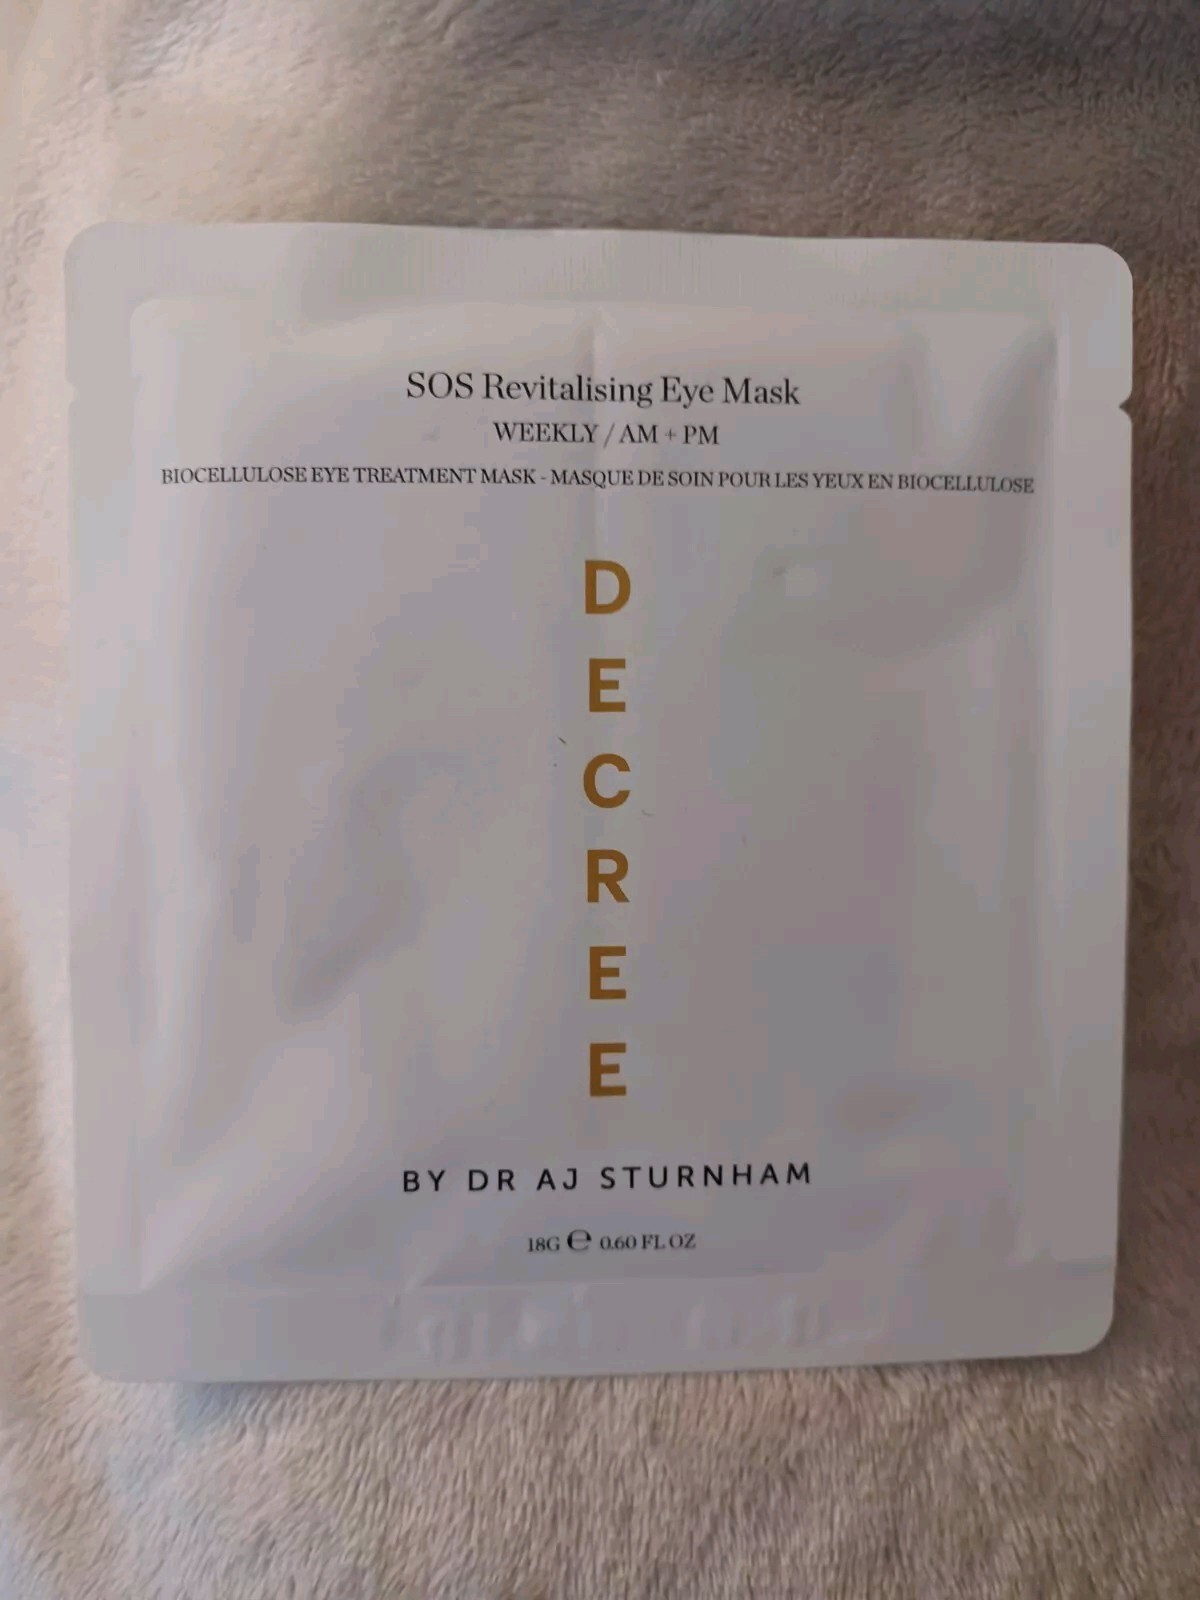 SOS Revitalising Eye Mask
WEEKLY / AM + PM
BIOCELLULOSE EYE TREATMENT MASK - MASQUE DE SOIN POUR LES YEUX EN BIOCELLULOSE
D
E
C
R
E
E
BY DR AJ STURNHAM
18G ℮ 0.60 FL OZ